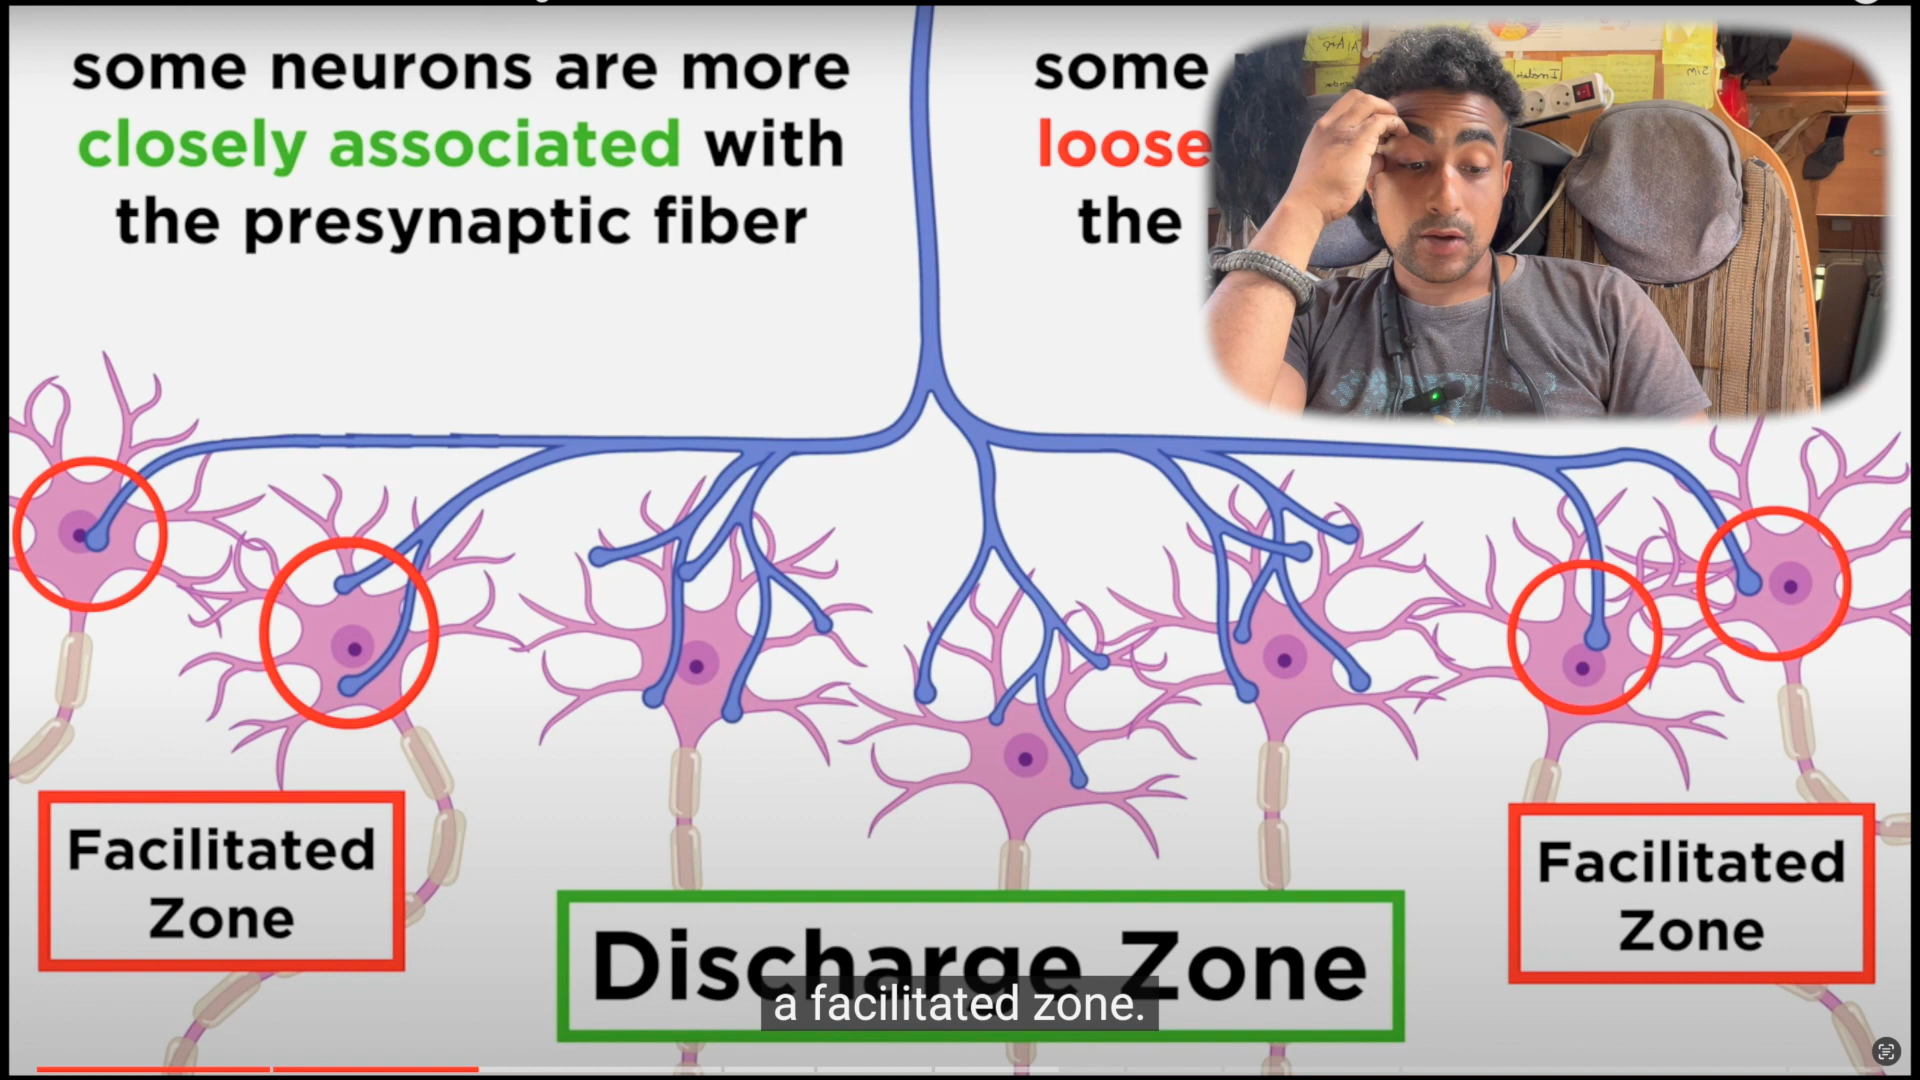 some neurons are more
closely associated with
the presynaptic fiber
some
loose
the
Facilitated
Zone
Discharge Zone
Facilitated
Zone
a facilitated zone.